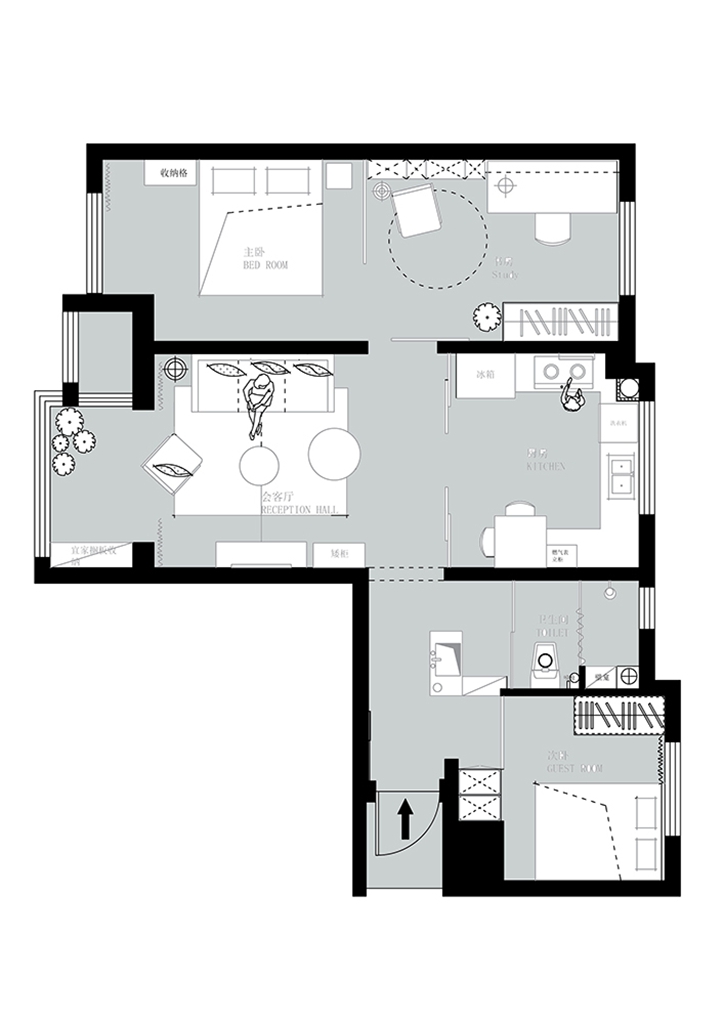 收纳格
主卧
BED ROOM
书房
Study
冰箱
洗衣机
厨房
KITCHEN
会客厅
RECEPTION HALL
宜家橱柜收
纳
矮柜
燃气表
立柜
卫生间
TOILET
壁龛
次卧
GUEST ROOM